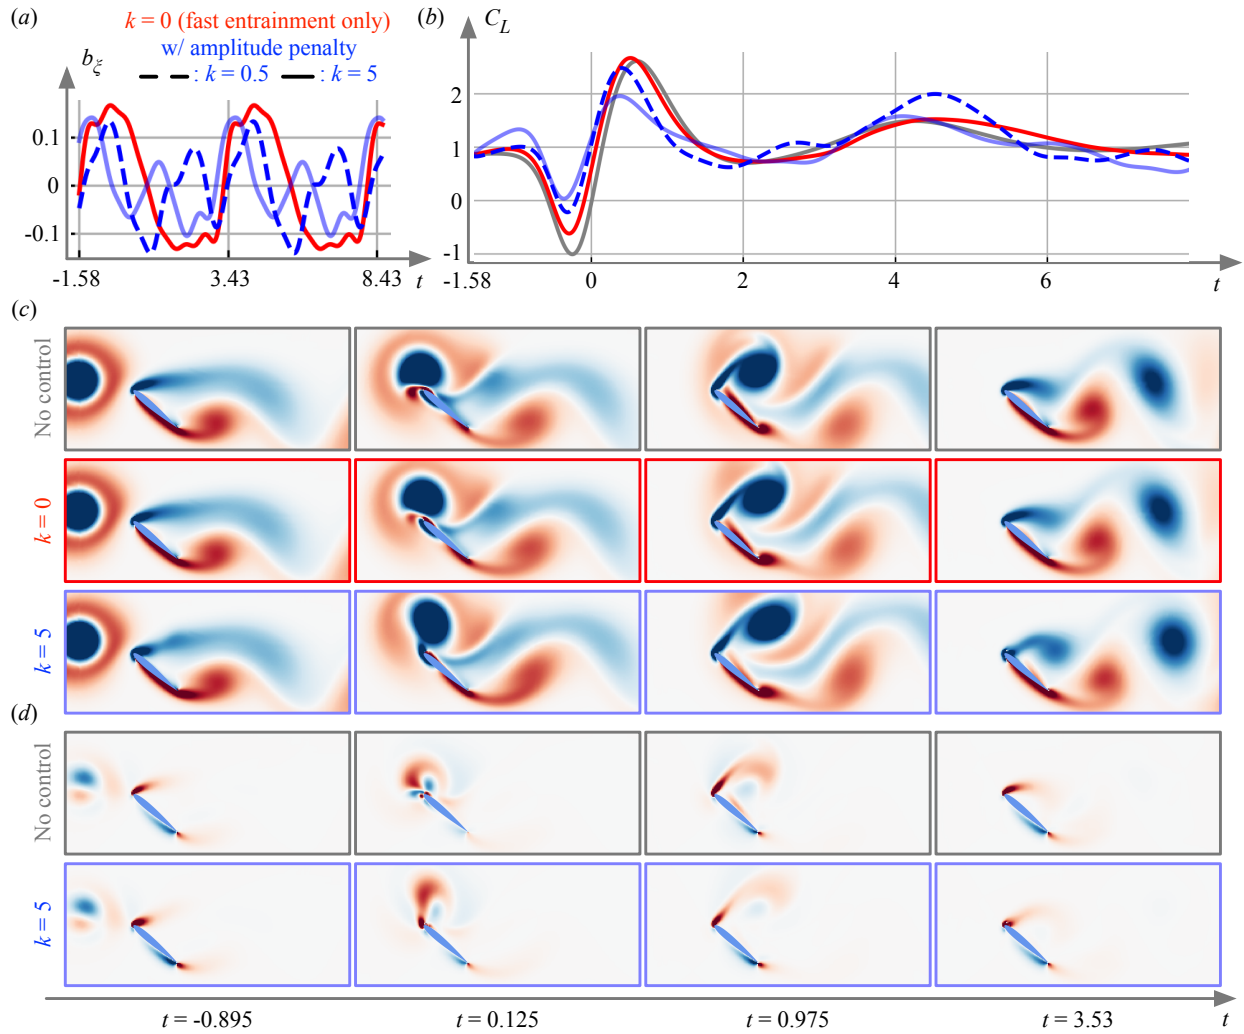 (a)
k = 0 (fast entrainment only)
w/ amplitude penalty
: k = 0.5
: k = 5
b_ξ
0.1
0
-0.1
-1.58
3.43
8.43
t
(b)
C_L
2
1
0
-1
-1.58
0
2
4
6
t
(c)
No control
k = 0
k = 5
(d)
No control
k = 5
t = -0.895
t = 0.125
t = 0.975
t = 3.53
t